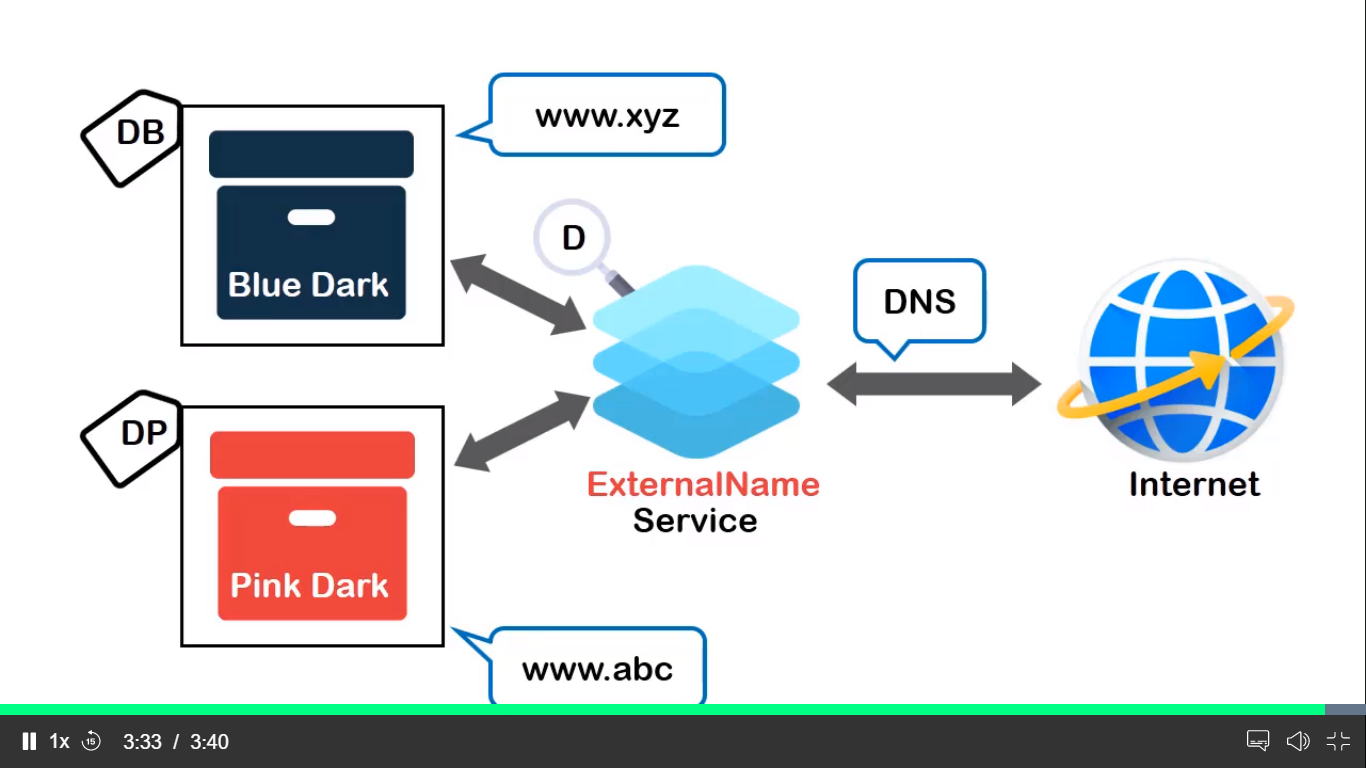 www.xyz
DB
Blue Dark
D
DNS
DP
Pink Dark
ExternalName
Service
Internet
www.abc
1x
15
3:33 / 3:40